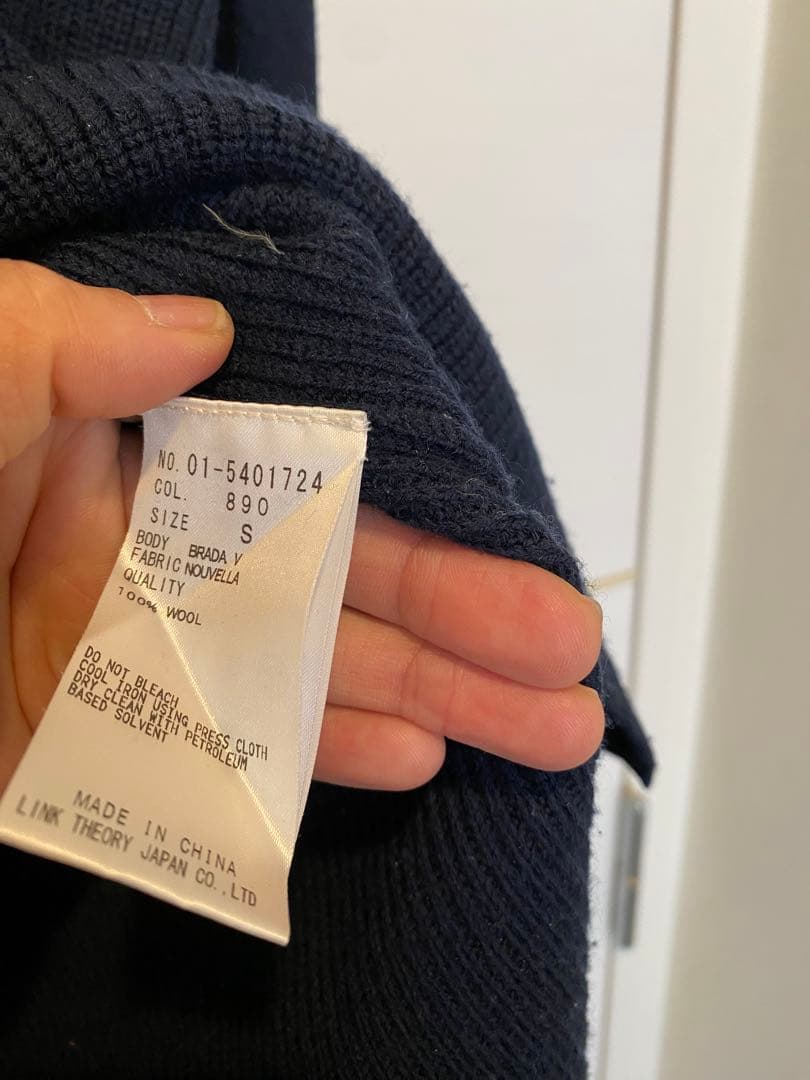 NO. 01-5401724
COL. 890
SIZE S
BODY BRADA V
FABRIC NOUVELLA
QUALITY
100% WOOL
DO NOT BLEACH
COOL IRON USING PRESS CLOTH
DRY CLEAN WITH PETROLEUM
BASED SOLVENT
MADE IN CHINA
LINK THEORY JAPAN CO.,LTD